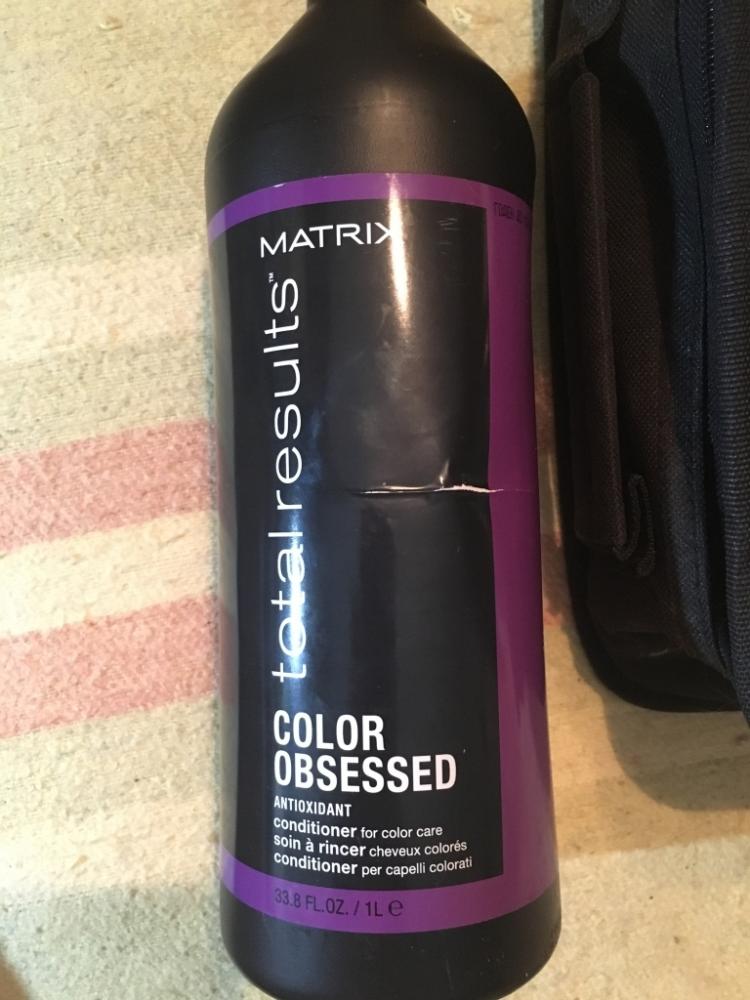 MATRIX
total results™
COLOR
OBSESSED
ANTIOXIDANT
conditioner for color care
soin à rincer cheveux colorés
conditioner per capelli colorati
33.8 FL.OZ. / 1L ℮